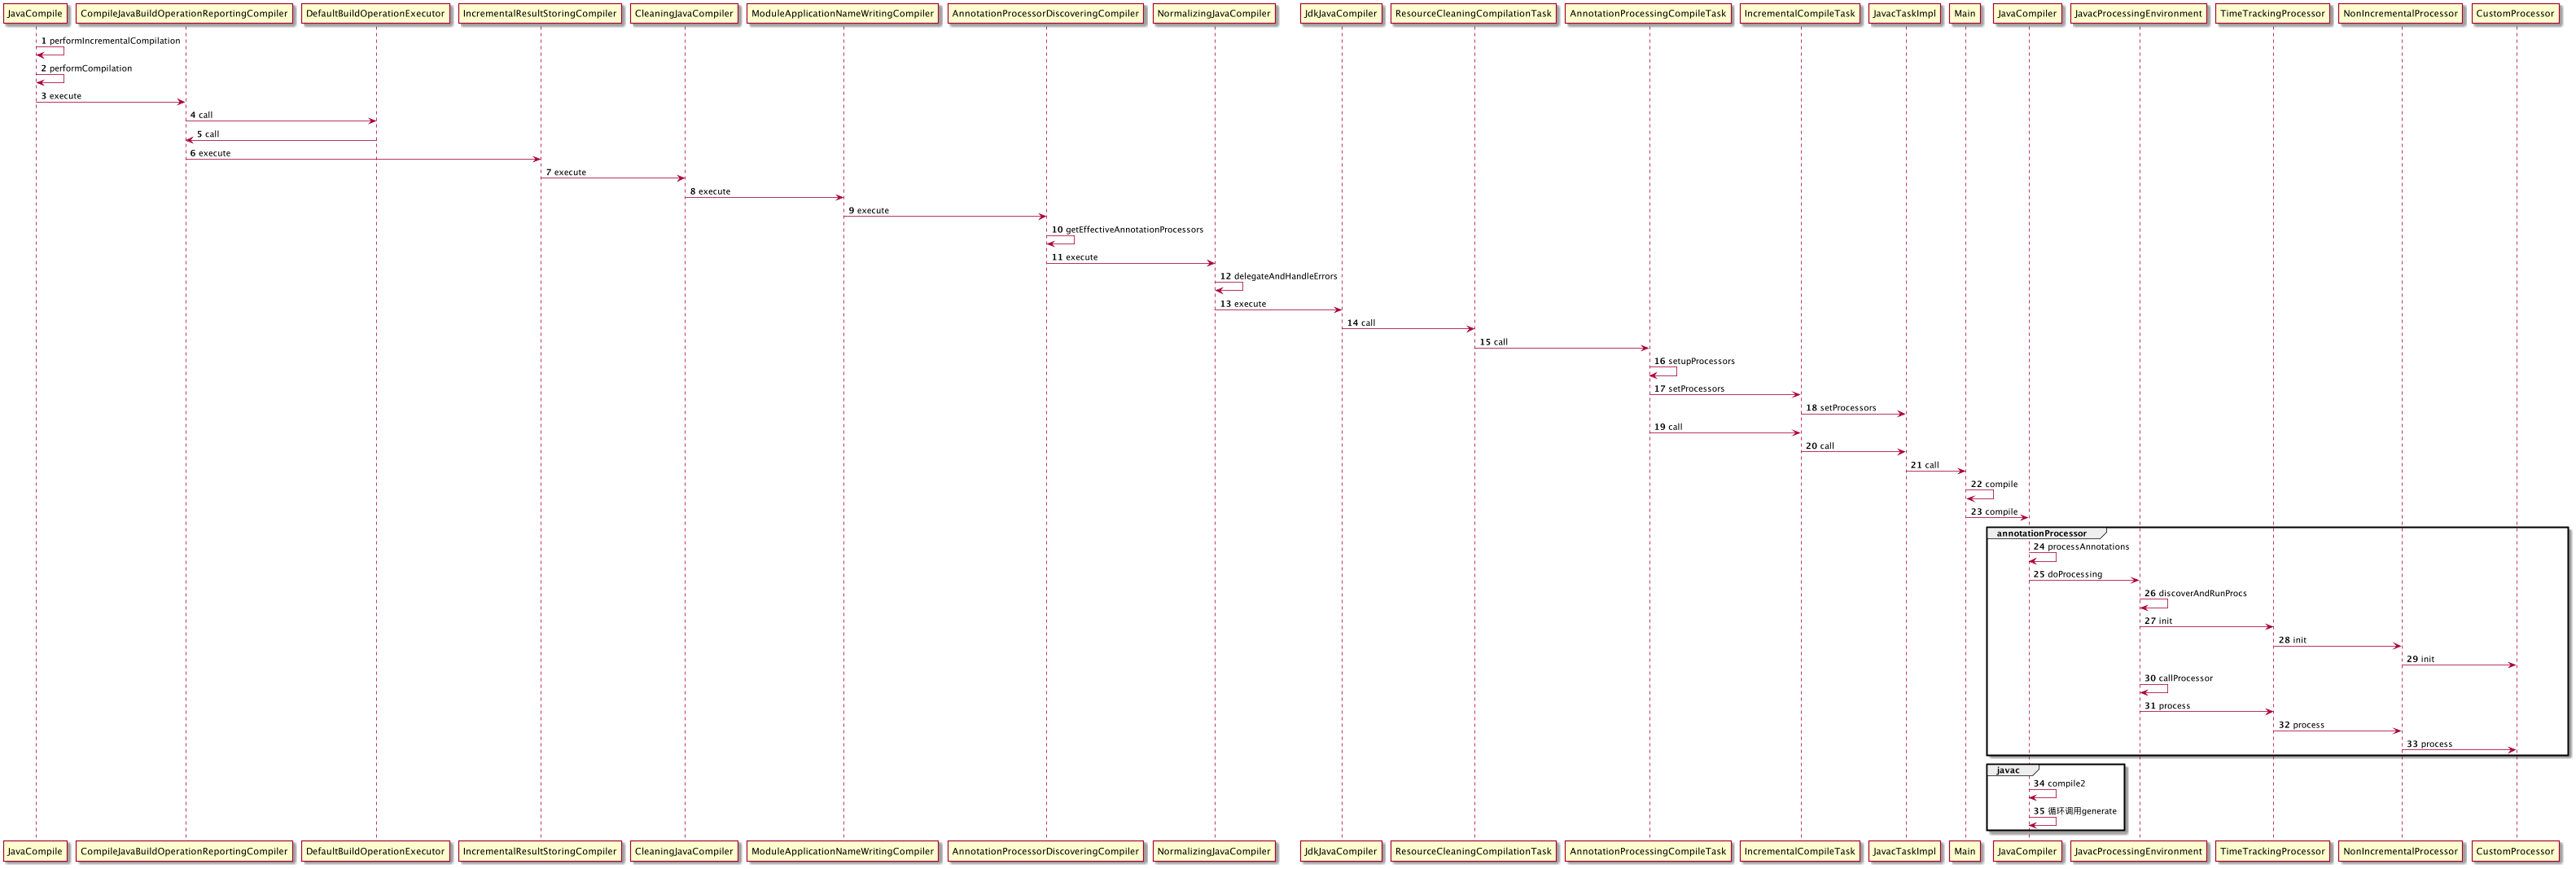 JavaCompile
CompileJavaBuildOperationReportingCompiler
DefaultBuildOperationExecutor
IncrementalResultStoringCompiler
CleaningJavaCompiler
ModuleApplicationNameWritingCompiler
AnnotationProcessorDiscoveringCompiler
NormalizingJavaCompiler
JdkJavaCompiler
ResourceCleaningCompilationTask
AnnotationProcessingCompileTask
IncrementalCompileTask
JavacTaskImpl
Main
JavaCompiler
JavacProcessingEnvironment
TimeTrackingProcessor
NonIncrementalProcessor
CustomProcessor
1 performIncrementalCompilation
2 performCompilation
3 execute
4 call
5 call
6 execute
7 execute
8 execute
9 execute
10 getEffectiveAnnotationProcessors
11 execute
12 delegateAndHandleErrors
13 execute
14 call
15 call
16 setupProcessors
17 setProcessors
18 setProcessors
19 call
20 call
21 call
22 compile
23 compile
annotationProcessor
24 processAnnotations
25 doProcessing
26 discoverAndRunProcs
27 init
28 init
29 init
30 callProcessor
31 process
32 process
33 process
javac
34 compile2
35 循环调用generate
JavaCompile
CompileJavaBuildOperationReportingCompiler
DefaultBuildOperationExecutor
IncrementalResultStoringCompiler
CleaningJavaCompiler
ModuleApplicationNameWritingCompiler
AnnotationProcessorDiscoveringCompiler
NormalizingJavaCompiler
JdkJavaCompiler
ResourceCleaningCompilationTask
AnnotationProcessingCompileTask
IncrementalCompileTask
JavacTaskImpl
Main
JavaCompiler
JavacProcessingEnvironment
TimeTrackingProcessor
NonIncrementalProcessor
CustomProcessor